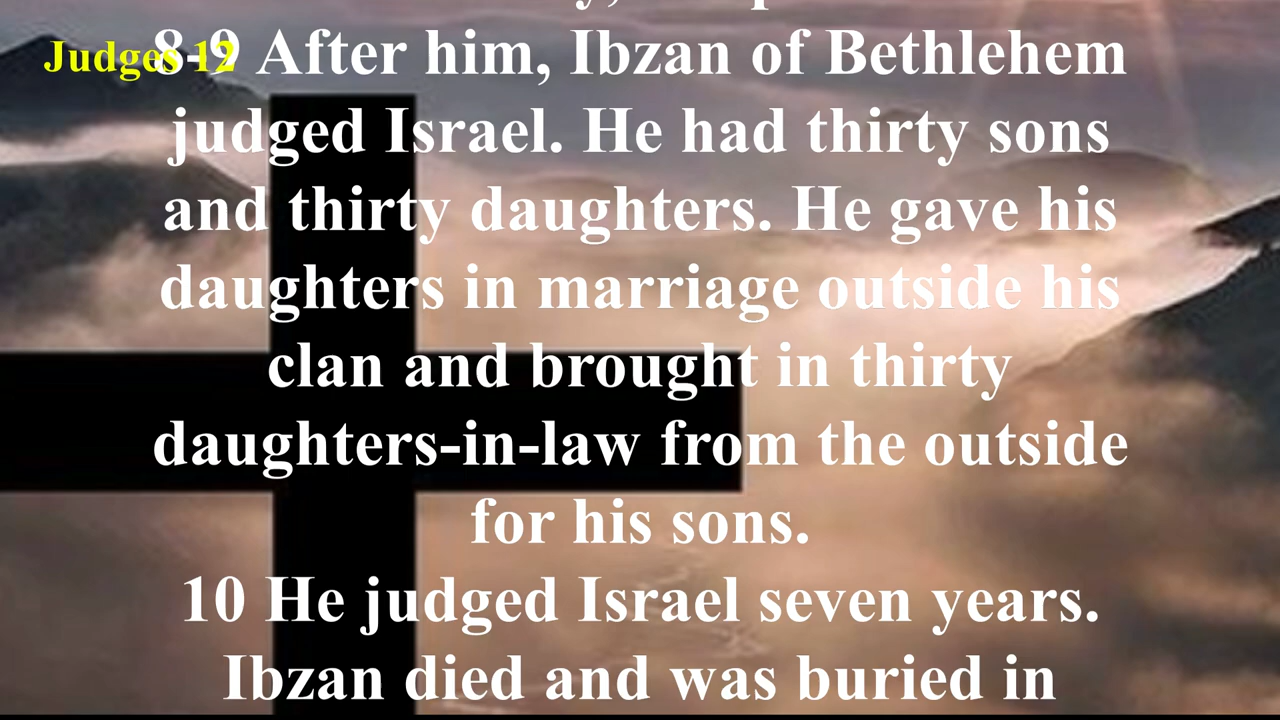 Judges 12
8-9 After him, Ibzan of Bethlehem
judged Israel. He had thirty sons
and thirty daughters. He gave his
daughters in marriage outside his
clan and brought in thirty
daughters-in-law from the outside
for his sons.
10 He judged Israel seven years.
Ibzan died and was buried in